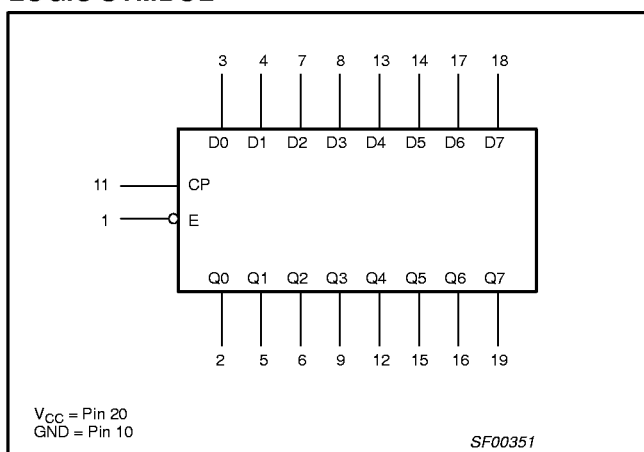 LOGIC SYMBOL
3 4 7 8 13 14 17 18
D0 D1 D2 D3 D4 D5 D6 D7
11 CP
1 E
Q0 Q1 Q2 Q3 Q4 Q5 Q6 Q7
2 5 6 9 12 15 16 19
VCC = Pin 20
GND = Pin 10
SF00351